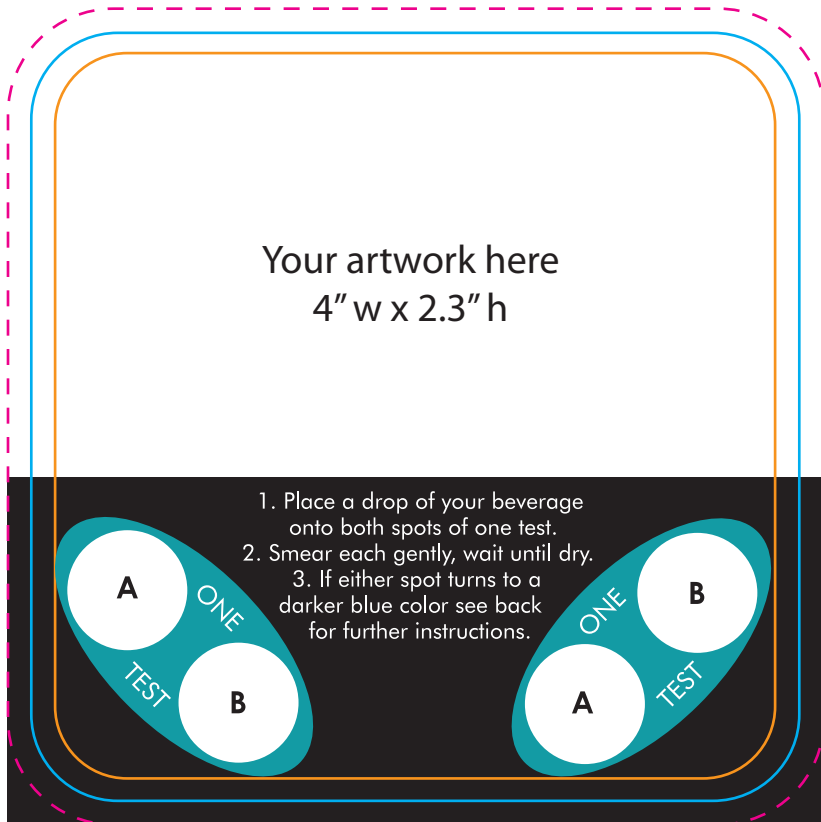 Your artwork here
4” w x 2.3” h
1. Place a drop of your beverage
onto both spots of one test.
2. Smear each gently, wait until dry.
3. If either spot turns to a
darker blue color see back
for further instructions.
A
ONE
TEST
B
ONE
B
A
TEST